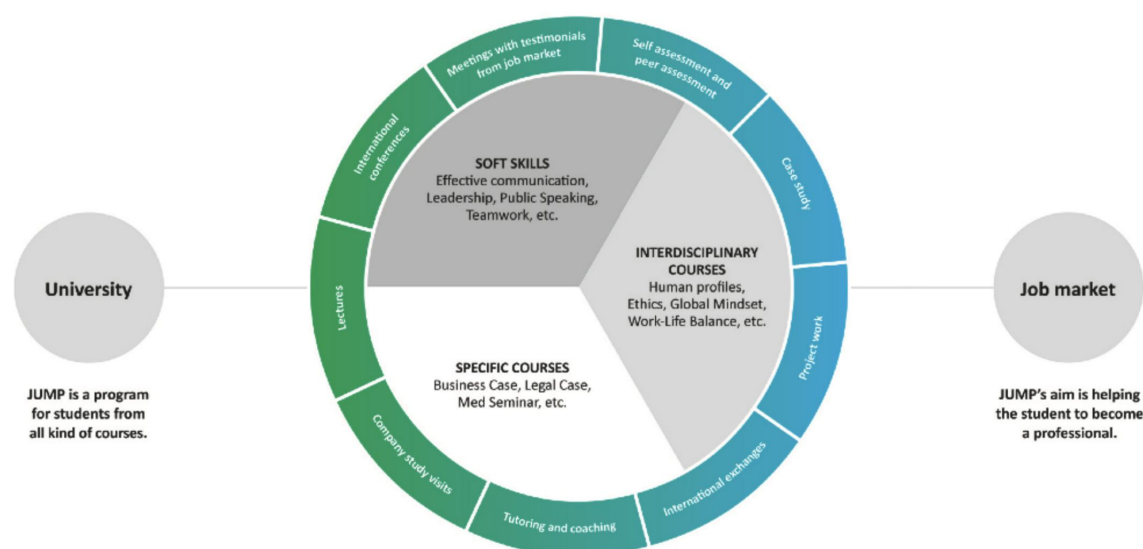 University
JUMP is a program
for students from
all kind of courses.
Meetings with testimonials
from job market
Self assessment and
peer assessment
Case study
Project work
International exchanges
Tutoring and coaching
Company study visits
Lectures
International
conferences
SOFT SKILLS
Effective communication,
Leadership, Public Speaking,
Teamwork, etc.
INTERDISCIPLINARY
COURSES
Human profiles,
Ethics, Global Mindset,
Work-Life Balance, etc.
SPECIFIC COURSES
Business Case, Legal Case,
Med Seminar, etc.
Job market
JUMP's aim is helping
the student to become
a professional.